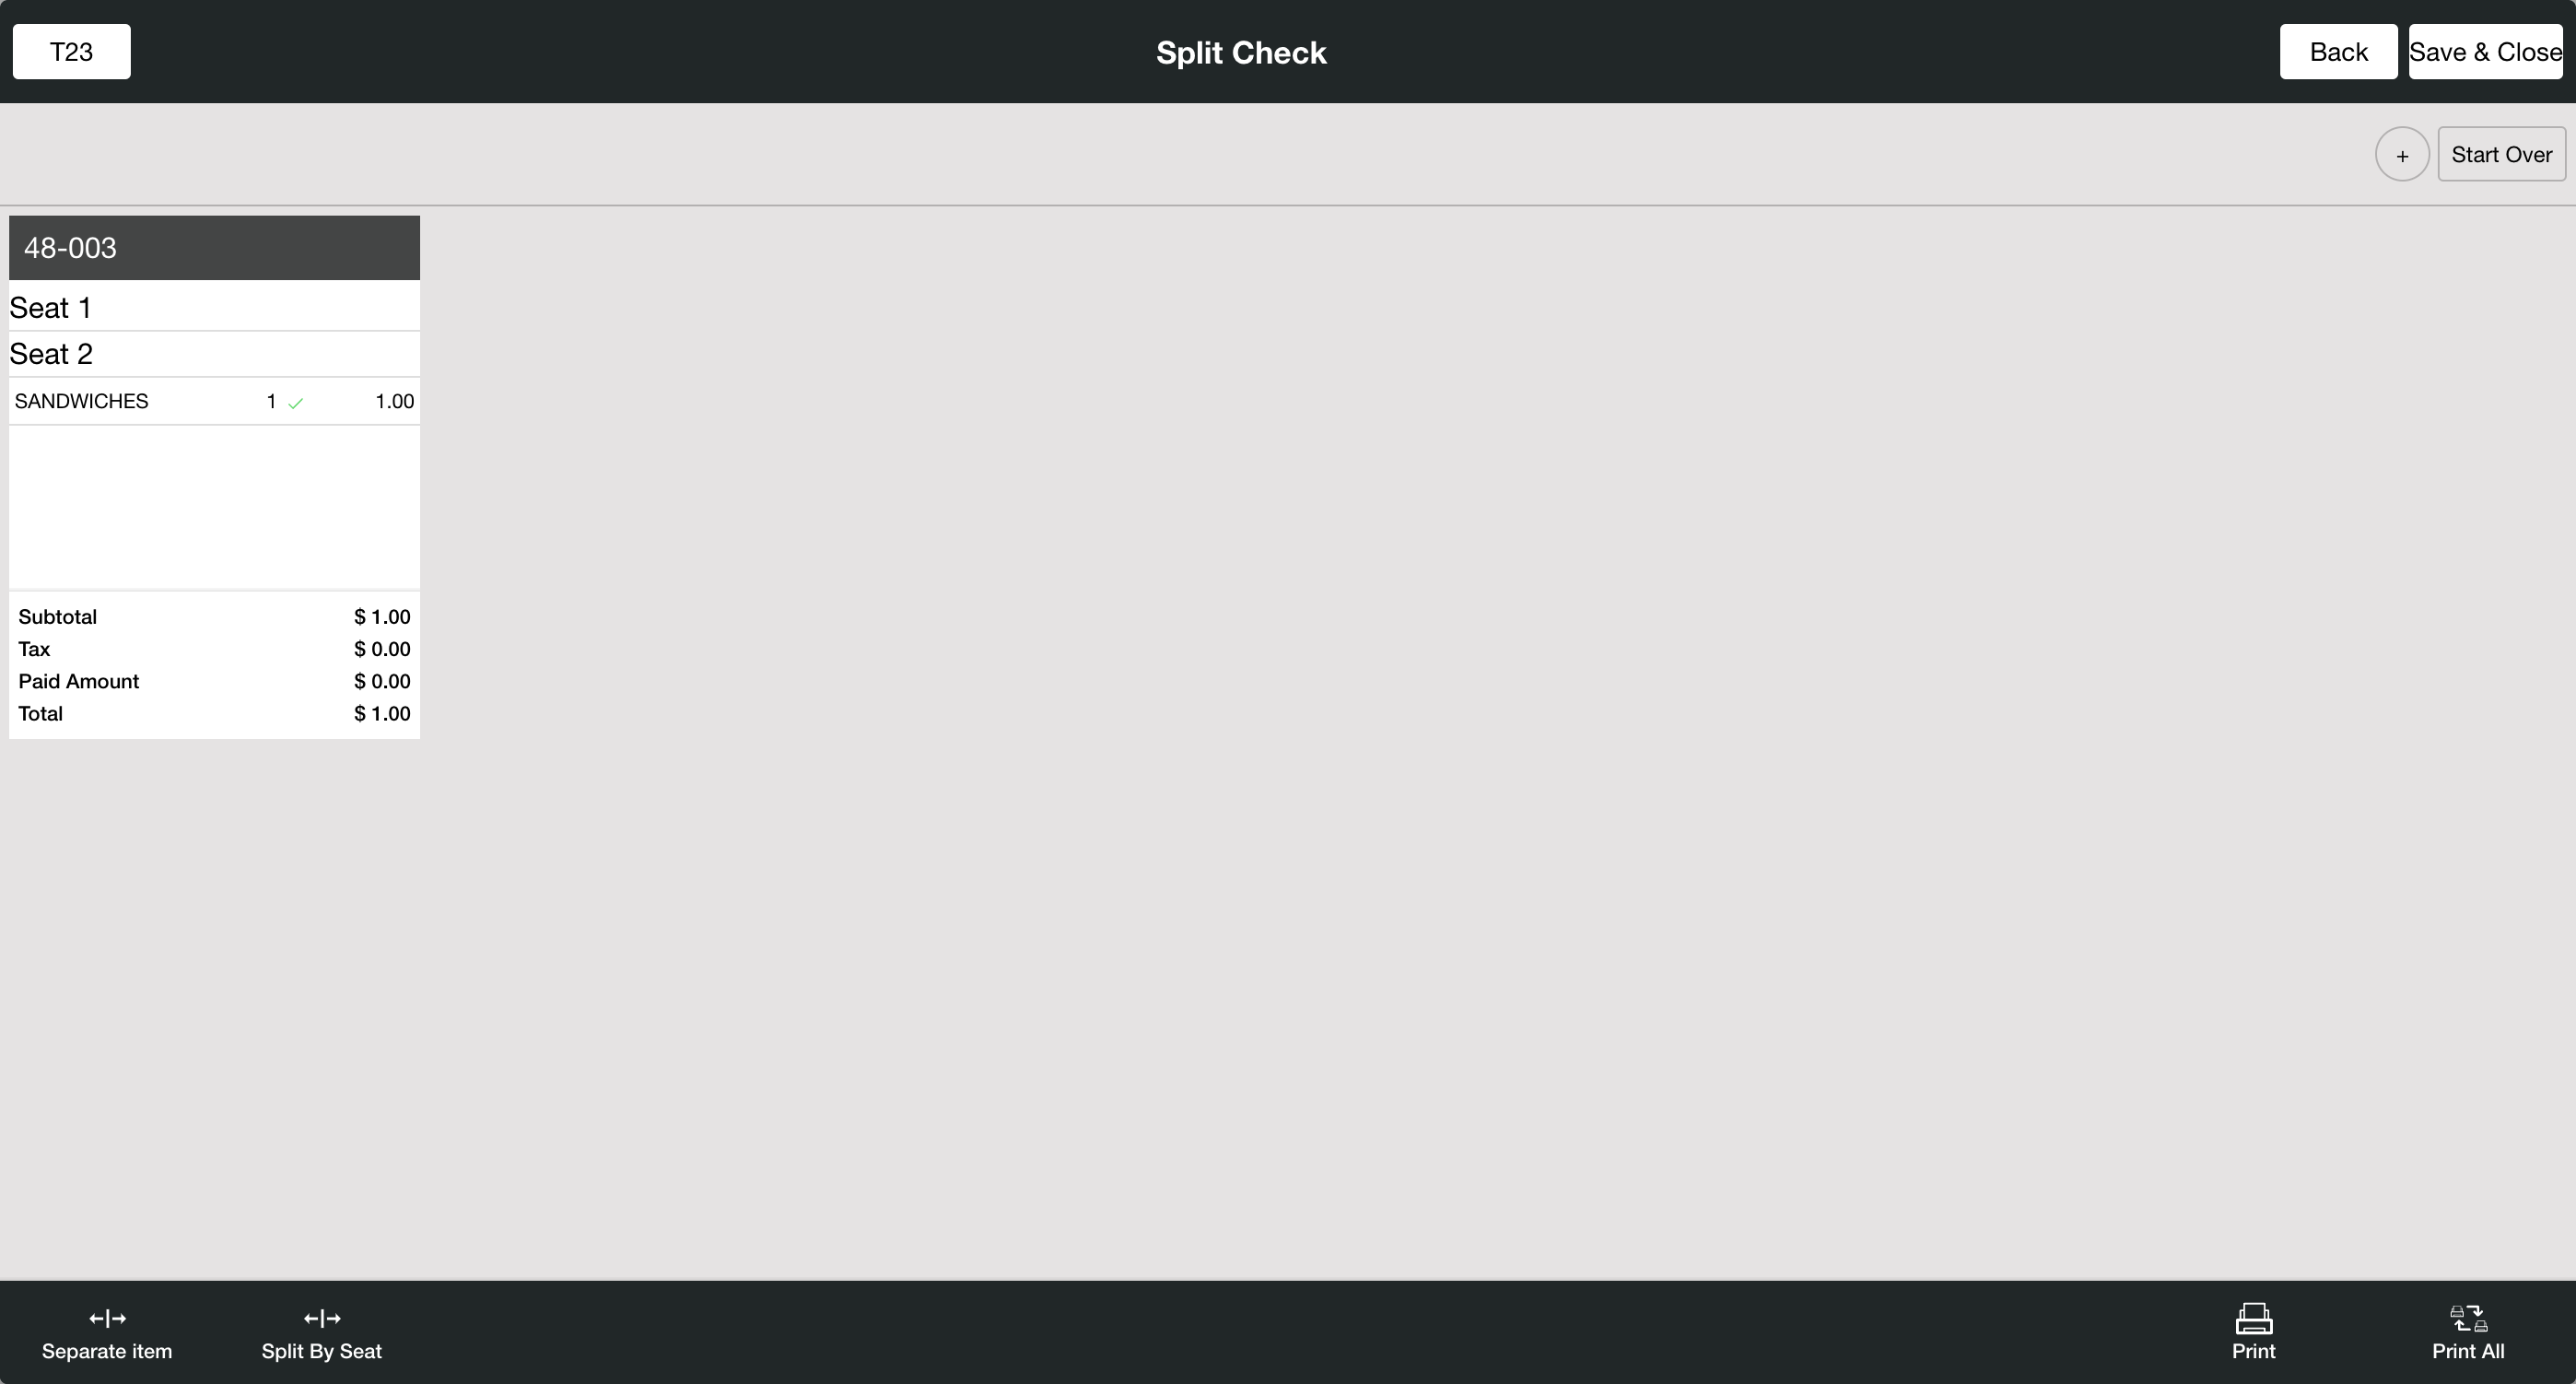 T23
Split Check
Back
Save & Close
+
Start Over
48-003
Seat 1
Seat 2
SANDWICHES 1 1.00
Subtotal $ 1.00
Tax $ 0.00
Paid Amount $ 0.00
Total $ 1.00
Separate item
Split By Seat
Print
Print All